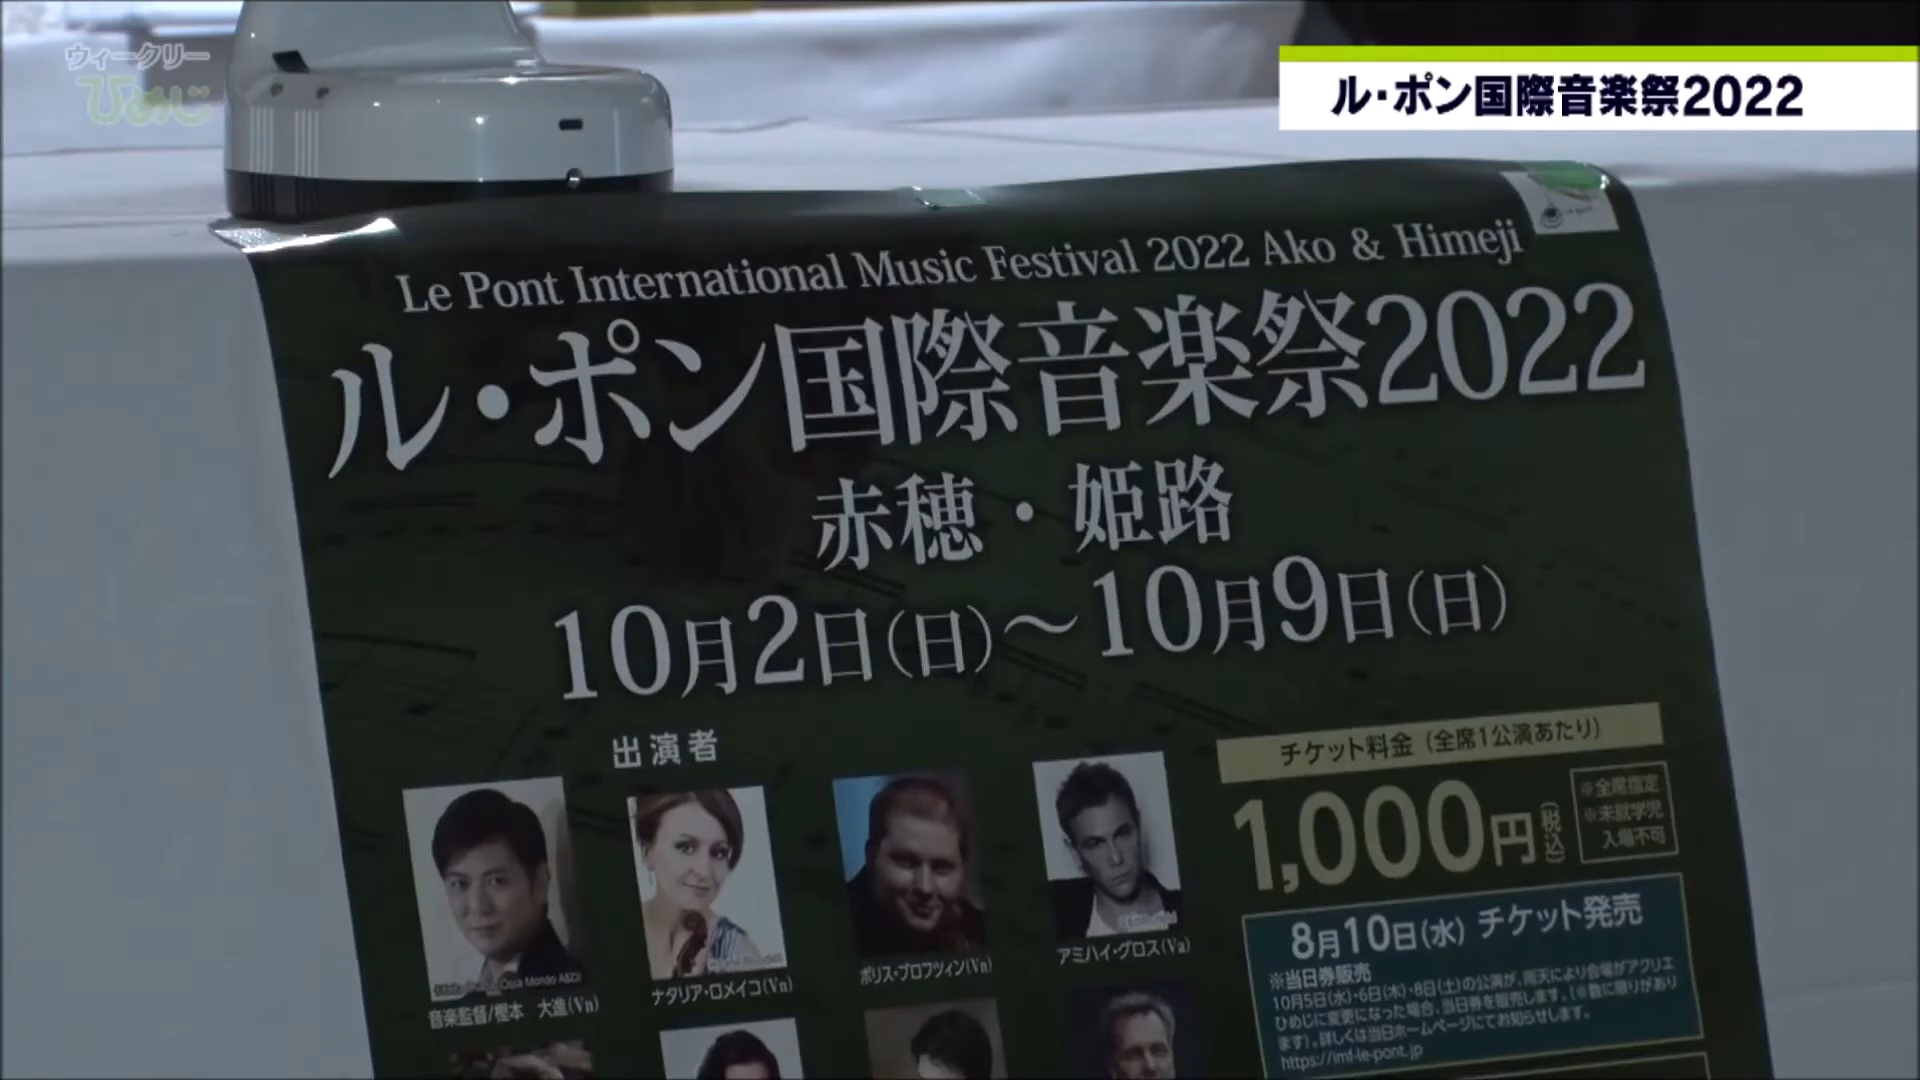 ウィークリー
ひめじ
ル・ポン国際音楽祭2022
Le Pont International Music Festival 2022 Ako & Himeji
ル・ポン国際音楽祭2022
赤穂・姫路
10月2日(日)〜10月9日(日)
出演者
音楽監督/樫本 大進(Vn)
ナタリア・ロメイコ(Vn)
ボリス・ブロフツィン(Vn)
アミハイ・グロス(Va)
チケット料金(全席1公演あたり)
1,000円(税込)
※全席指定
※未就学児
入場不可
8月10日(水)チケット発売
※当日券販売
10月5日(水)・6日(木)・8日(土)の公演が、雨天により会場がアクリエ
ひめじに変更になった場合、当日券を販売します。(※数に限りがあり
ます)。詳しくは当日ホームページにてお知らせします。
https://imf-le-pont.jp